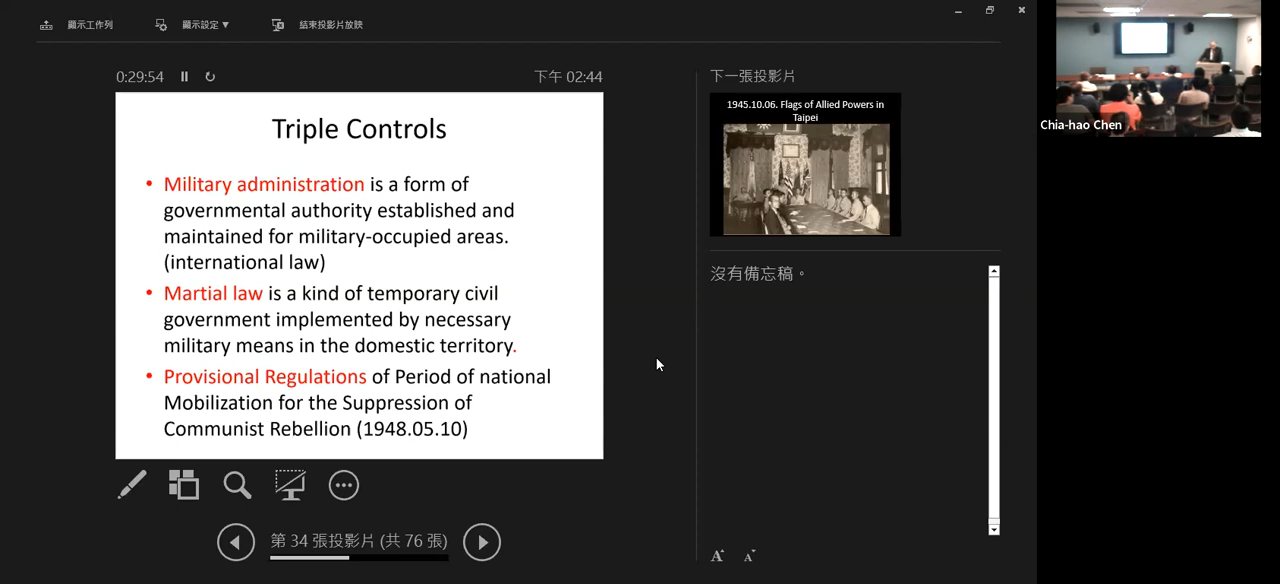 顯示工作列 顯示設定 ▼ 結束投影片放映
0:29:54 下午 02:44
Triple Controls
• Military administration is a form of
governmental authority established and
maintained for military-occupied areas.
(international law)
• Martial law is a kind of temporary civil
government implemented by necessary
military means in the domestic territory.
• Provisional Regulations of Period of national
Mobilization for the Suppression of
Communist Rebellion (1948.05.10)
第 34 張投影片 (共 76 張)
下一張投影片
1945.10.06. Flags of Allied Powers in
Taipei
沒有備忘稿。
A A
Chia-hao Chen